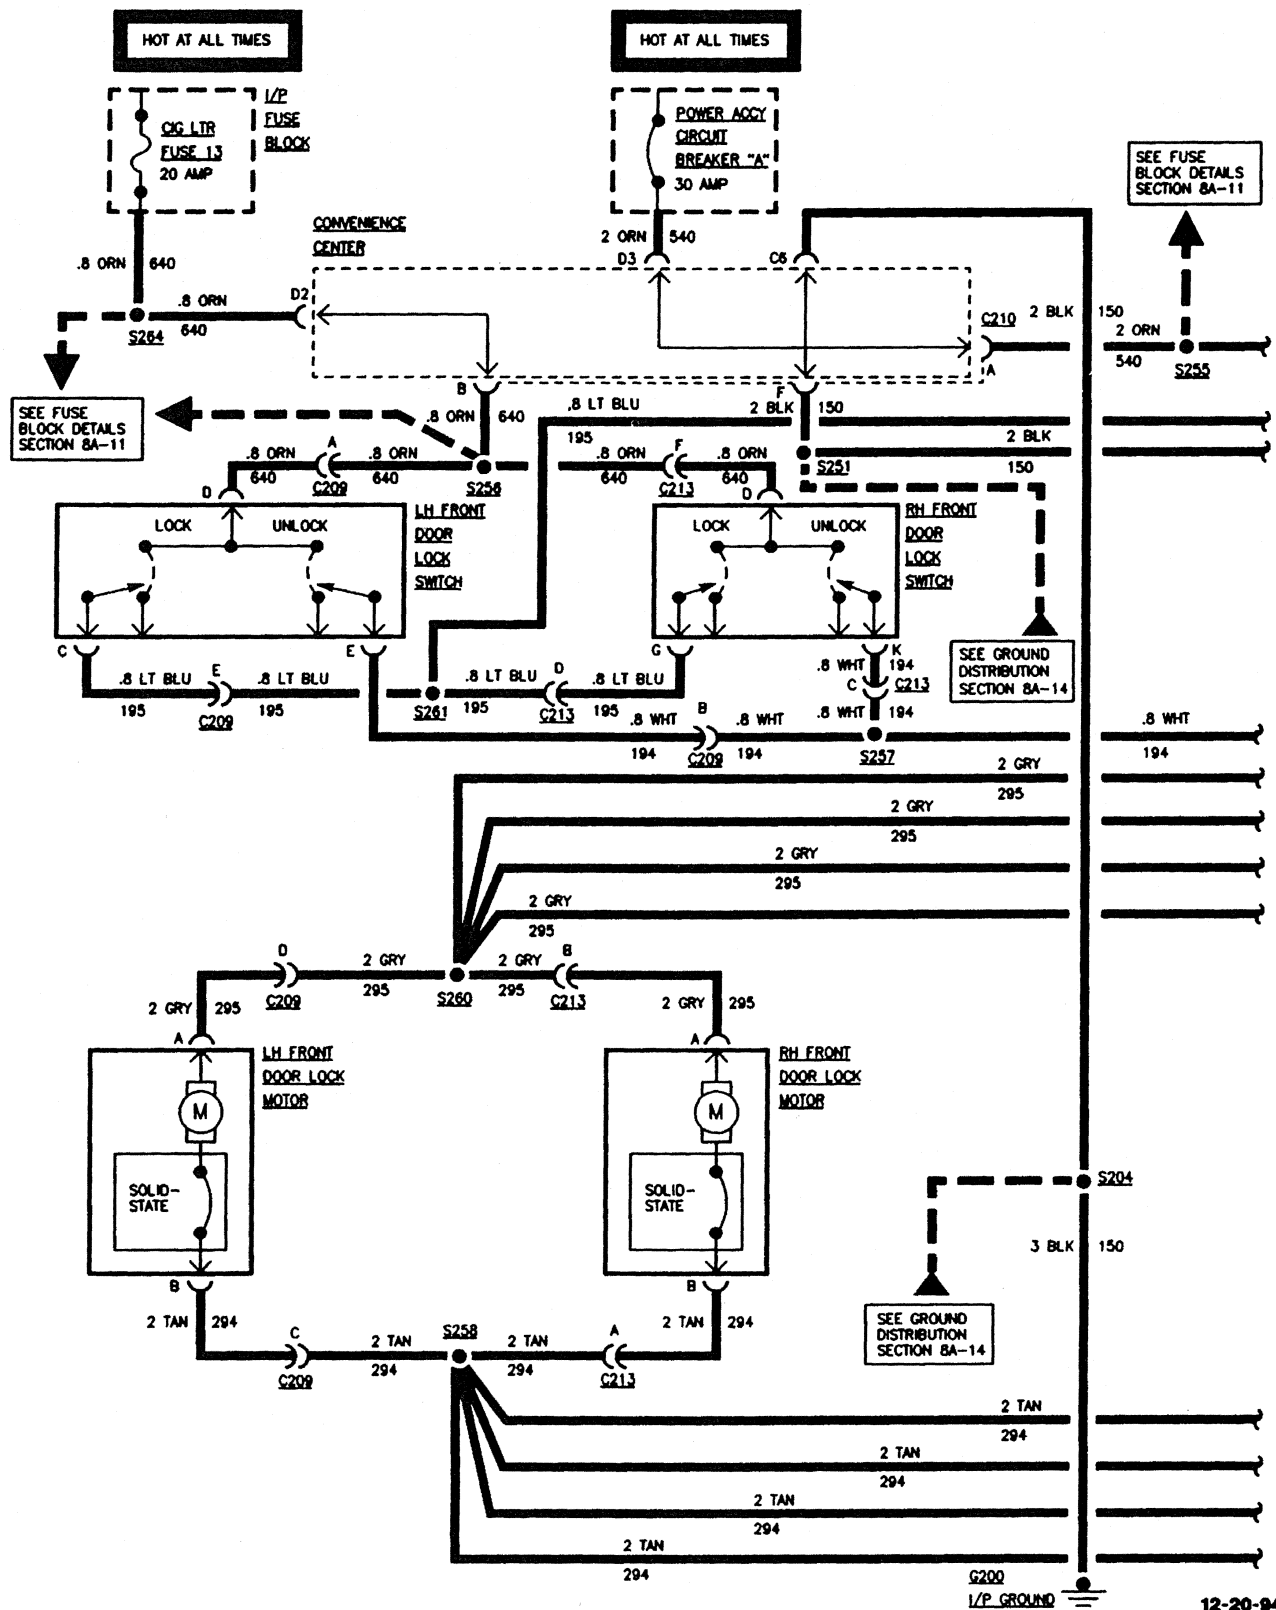 HOT AT ALL TIMES
HOT AT ALL TIMES
I/P
FUSE
BLOCK
CIG LTR
FUSE 13
20 AMP
POWER ACCY
CIRCUIT
BREAKER "A"
30 AMP
SEE FUSE
BLOCK DETAILS
SECTION 8A-11
CONVENIENCE
CENTER
2 ORN 540
D3
C6
.8 ORN 640
D2
.8 ORN
640
S264
C210
A
2 BLK 150
2 ORN
540
S255
B
F
.8 ORN 640
.8 LT BLU
195
2 BLK 150
SEE FUSE
BLOCK DETAILS
SECTION 8A-11
2 BLK
150
S251
.8 ORN
640
A
C209
.8 ORN
640
S256
.8 ORN
640
F
C213
.8 ORN
640
D
D
LOCK
UNLOCK
LH FRONT
DOOR
LOCK
SWITCH
LOCK
UNLOCK
RH FRONT
DOOR
LOCK
SWITCH
C
E
G
K
SEE GROUND
DISTRIBUTION
SECTION 8A-14
.8 WHT 194
C
C213
.8 WHT 194
.8 LT BLU
195
E
C209
.8 LT BLU
195
S261
.8 LT BLU
195
D
C213
.8 LT BLU
195
.8 WHT
194
B
C209
.8 WHT
194
S257
.8 WHT
194
2 GRY
295
2 GRY
295
2 GRY
295
2 GRY
295
D
C209
2 GRY
295
S260
2 GRY
295
B
C213
2 GRY 295
A
2 GRY 295
A
LH FRONT
DOOR LOCK
MOTOR
M
SOLID-
STATE
RH FRONT
DOOR LOCK
MOTOR
M
SOLID-
STATE
S204
3 BLK 150
B
B
2 TAN 294
2 TAN 294
SEE GROUND
DISTRIBUTION
SECTION 8A-14
C
C209
2 TAN
294
S258
2 TAN
294
A
C213
2 TAN
294
2 TAN
294
2 TAN
294
2 TAN
294
G200
I/P GROUND
12-20-94